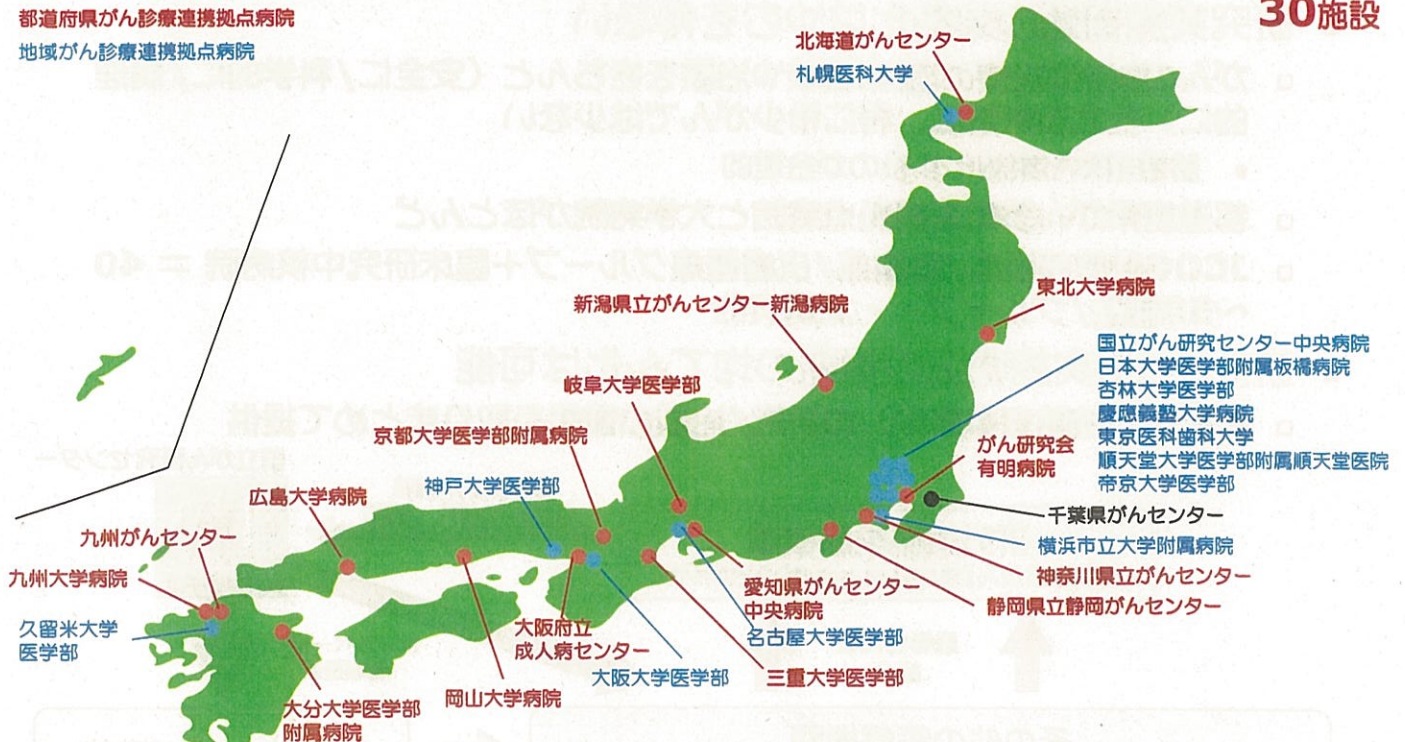 都道府県がん診療連携拠点病院
地域がん診療連携拠点病院
30施設
北海道がんセンター
札幌医科大学
東北大学病院
新潟県立がんセンター新潟病院
国立がん研究センター中央病院
日本大学医学部附属板橋病院
杏林大学医学部
慶應義塾大学病院
東京医科歯科大学
順天堂大学医学部附属順天堂医院
帝京大学医学部
岐阜大学医学部
京都大学医学部附属病院
がん研究会
有明病院
神戸大学医学部
広島大学病院
千葉県がんセンター
九州がんセンター
横浜市立大学附属病院
九州大学病院
神奈川県立がんセンター
愛知県がんセンター
中央病院
静岡県立静岡がんセンター
久留米大学
医学部
大阪府立
成人病センター
名古屋大学医学部
大阪大学医学部
三重大学医学部
岡山大学病院
大分大学医学部
附属病院